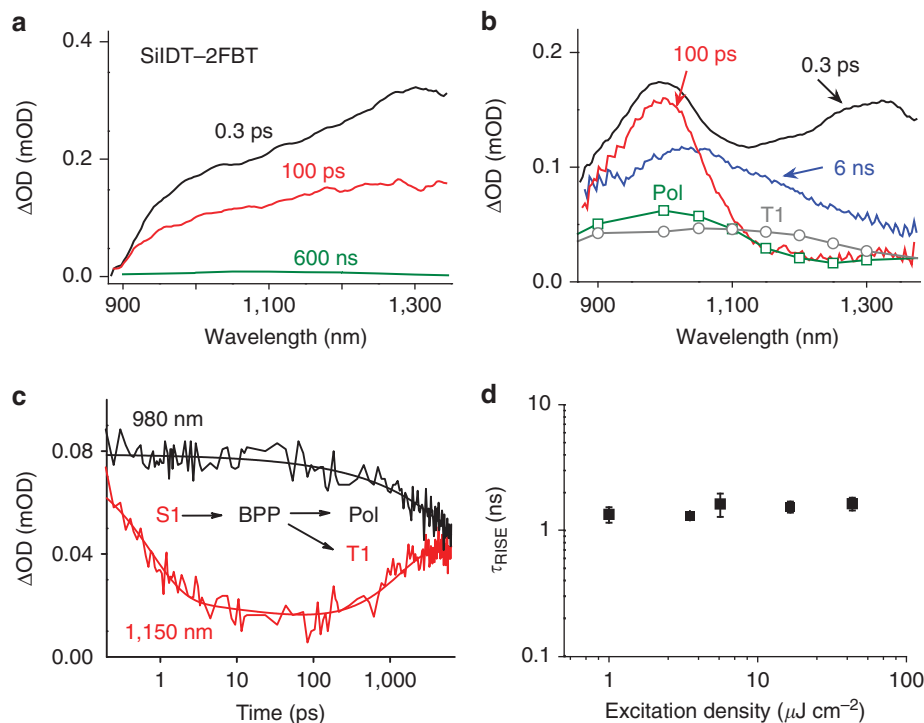 a
SiIDT–2FBT
0.4
0.2
0.0
ΔOD (mOD)
0.3 ps
100 ps
600 ns
900
1,100
1,300
Wavelength (nm)
b
0.2
0.1
0.0
ΔOD (mOD)
100 ps
0.3 ps
6 ns
Pol
T1
900
1,100
1,300
Wavelength (nm)
c
980 nm
0.08
0.04
0.00
ΔOD (mOD)
S1 → BPP → Pol
T1
1,150 nm
1
10
100
1,000
Time (ps)
d
10
1
0.1
τRISE (ns)
1
10
100
Excitation density (μJ cm⁻²)